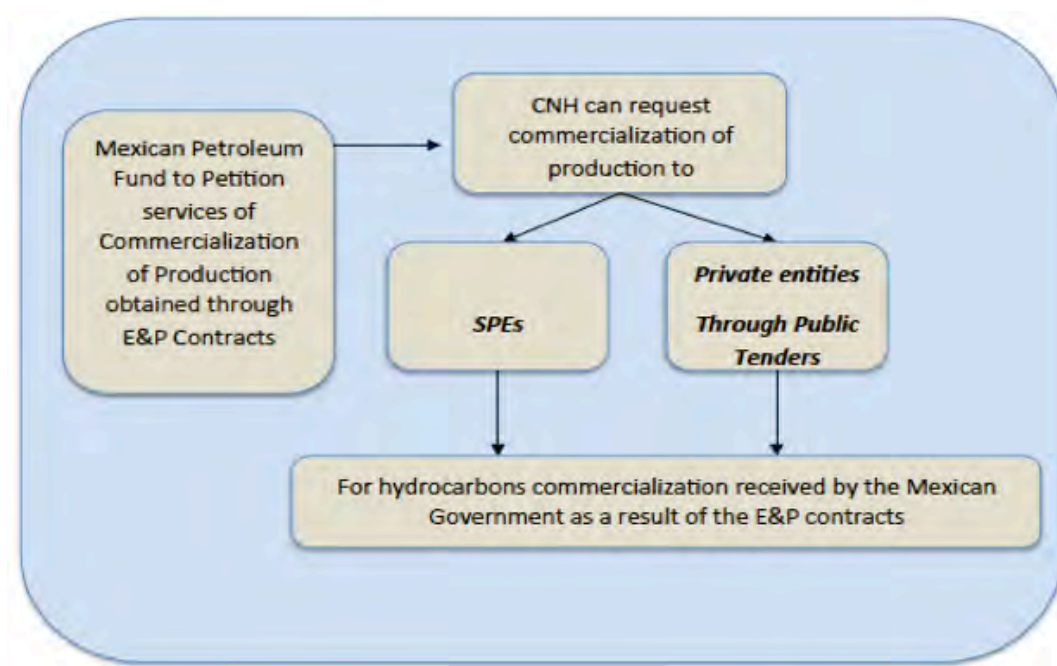 Mexican Petroleum
Fund to Petition
services of
Commercialization
of Production
obtained through
E&P Contracts
CNH can request
commercialization of
production to
SPEs
Private entities
Through Public
Tenders
For hydrocarbons commercialization received by the Mexican
Government as a result of the E&P contracts